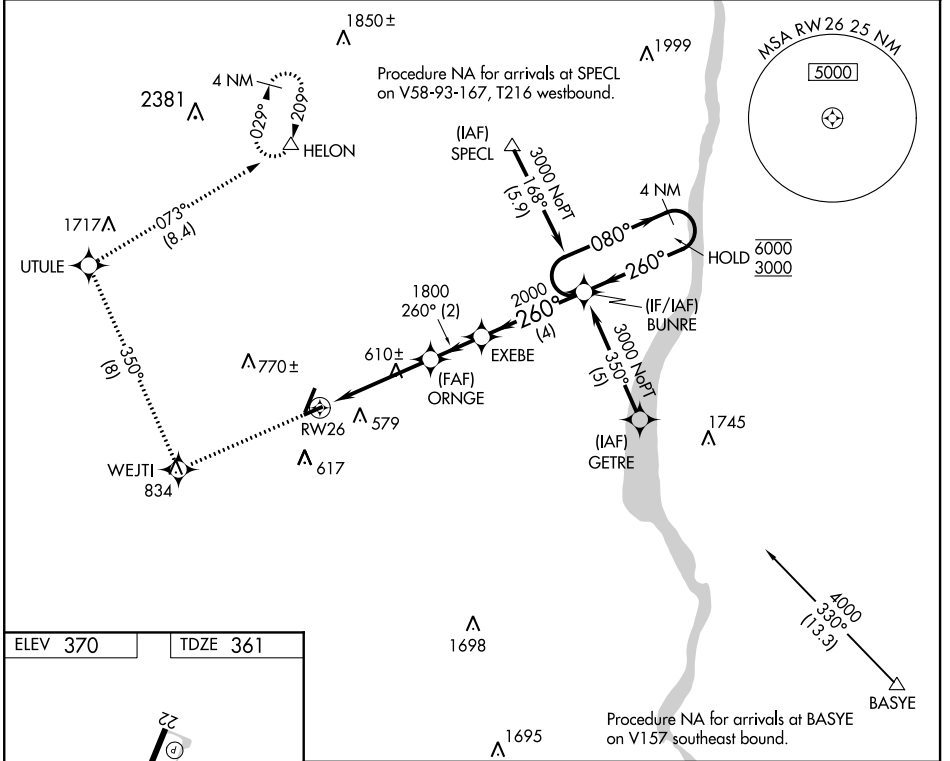 1850±
1999
MSA RW26 25 NM
5000
Procedure NA for arrivals at SPECL
on V58-93-167, T216 westbound.
4 NM
029°
209°
HELON
2381
(IAF)
SPECL
3000 NoPT
168°
(5.9)
4 NM
080°
260°
HOLD
6000
3000
1717
073°
(8.4)
UTULE
350°
(8)
1800
260° (2)
2000
260°
(4)
(IF/IAF)
BUNRE
EXEBE
3000 NoPT
350°
(5)
770±
610±
(FAF)
ORNGE
RW26
579
617
(IAF)
GETRE
1745
WEJTI
834
4000
330°
(13.3)
BASYE
1698
ELEV 370
TDZE 361
22
P
1695
Procedure NA for arrivals at BASYE
on V157 southeast bound.